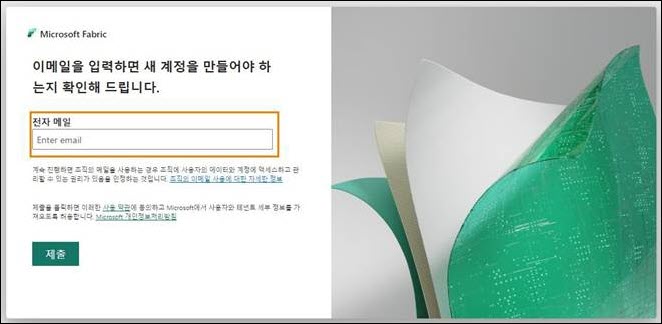 Microsoft Fabric
이메일을 입력하면 새 계정을 만들어야 하
는지 확인해 드립니다.
전자 메일
Enter email
계속 진행하면 조직의 메일을 사용하는 경우 조직에 사용자의 데이터와 계정에 액세스하고 관
리할 수 있는 권리가 있음을 인정하는 것입니다. 조직의 이메일 사용에 대한 자세한 정보
제출을 클릭하면 이러한 사용 약관에 동의하고 Microsoft에서 사용자와 테넌트 세부 정보를 가
져오도록 허용합니다. Microsoft 개인정보처리방침
제출